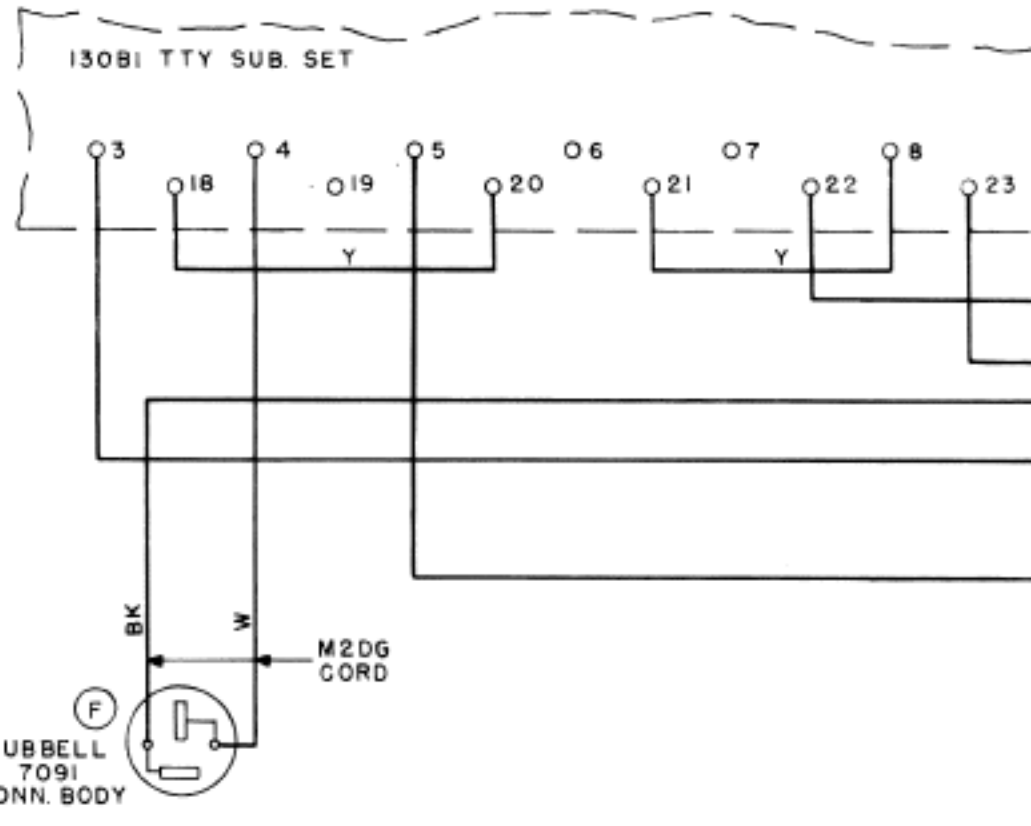 130B1 TTY SUB. SET
3 4 5 6 7 8
18 19 20 21 22 23
Y Y
BK W
M2DG
CORD
F
UBBELL
7091
ONN. BODY